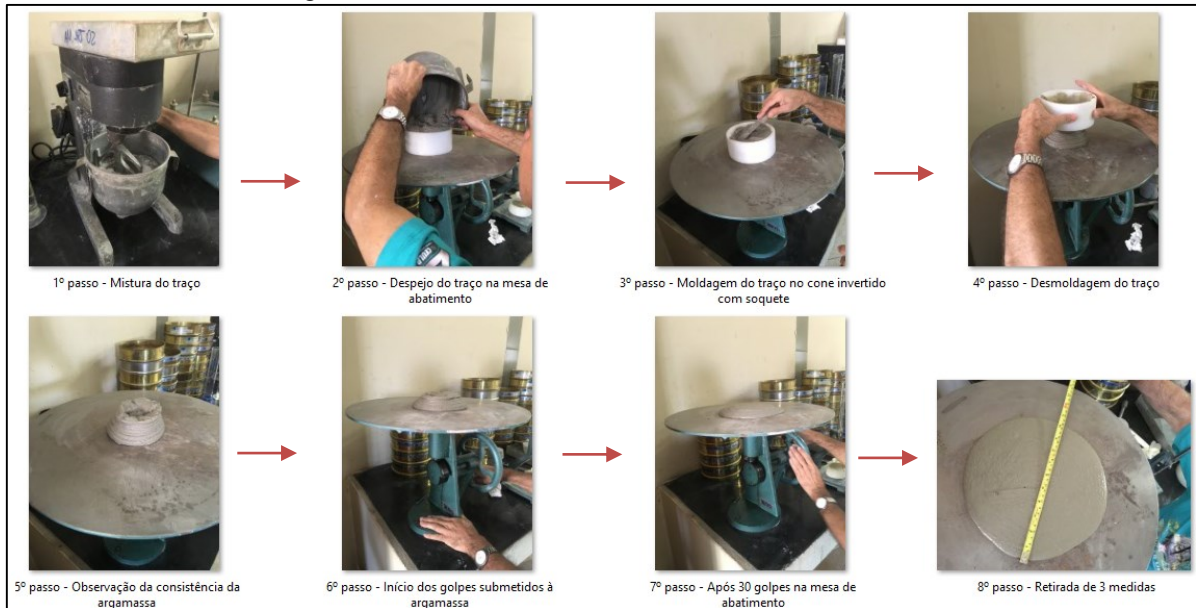 1º passo - Mistura do traço
2º passo - Despejo do traço na mesa de
abatimento
3º passo - Moldagem do traço no cone invertido
com soquete
4º passo - Desmoldagem do traço
5º passo - Observação da consistência da
argamassa
6º passo - Início dos golpes submetidos à
argamassa
7º passo - Após 30 golpes na mesa de
abatimento
8º passo - Retirada de 3 medidas